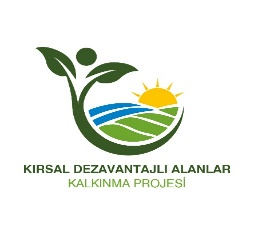 KIRSAL DEZAVANTAJLI ALANLAR
KALKINMA PROJESİ